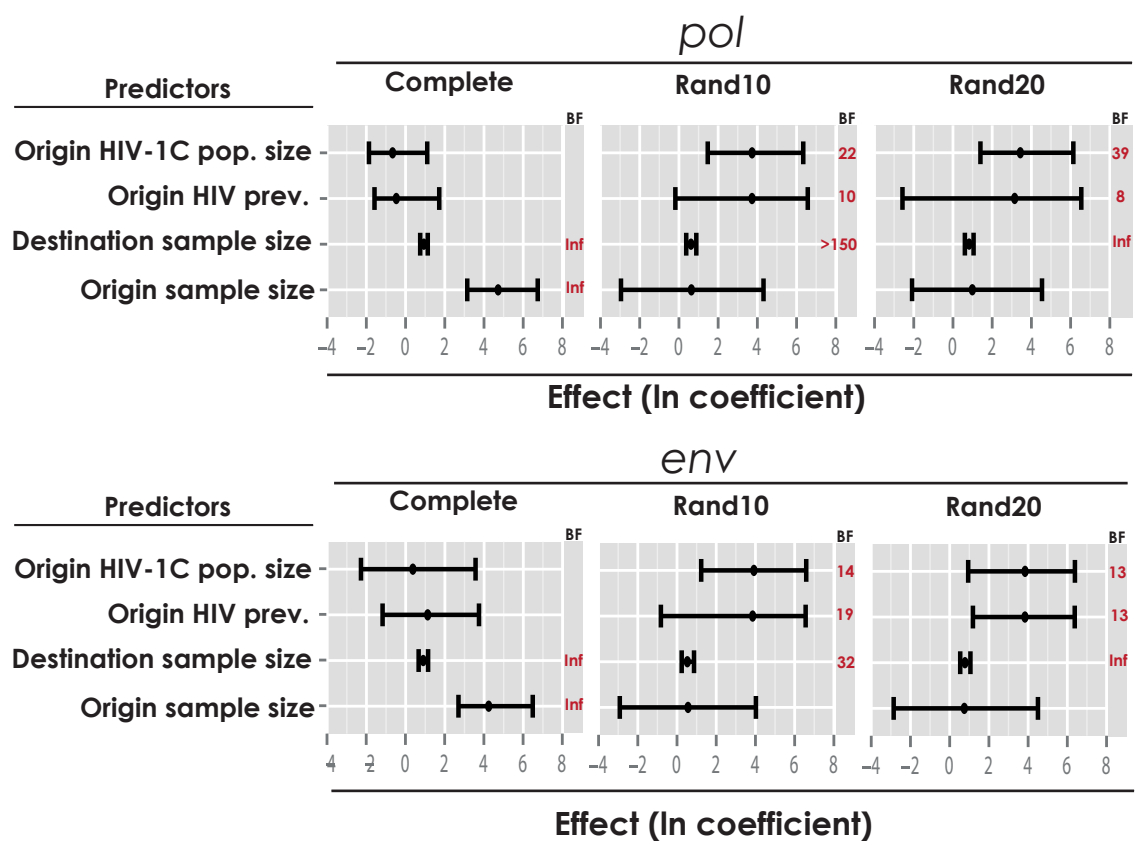 pol
Predictors Complete Rand10 Rand20
BF BF BF
Origin HIV-1C pop. size 22 39
Origin HIV prev. 10 8
Destination sample size Inf >150 Inf
Origin sample size Inf
−4 −2 0 2 4 6 8 −4 −2 0 2 4 6 8 −4 −2 0 2 4 6 8
Effect (ln coefficient)
env
Predictors Complete Rand10 Rand20
BF BF BF
Origin HIV-1C pop. size 14 13
Origin HIV prev. 19 13
Destination sample size Inf 32 Inf
Origin sample size Inf
−4 −2 0 2 4 6 8 −4 −2 0 2 4 6 8 −4 −2 0 2 4 6 8
Effect (ln coefficient)